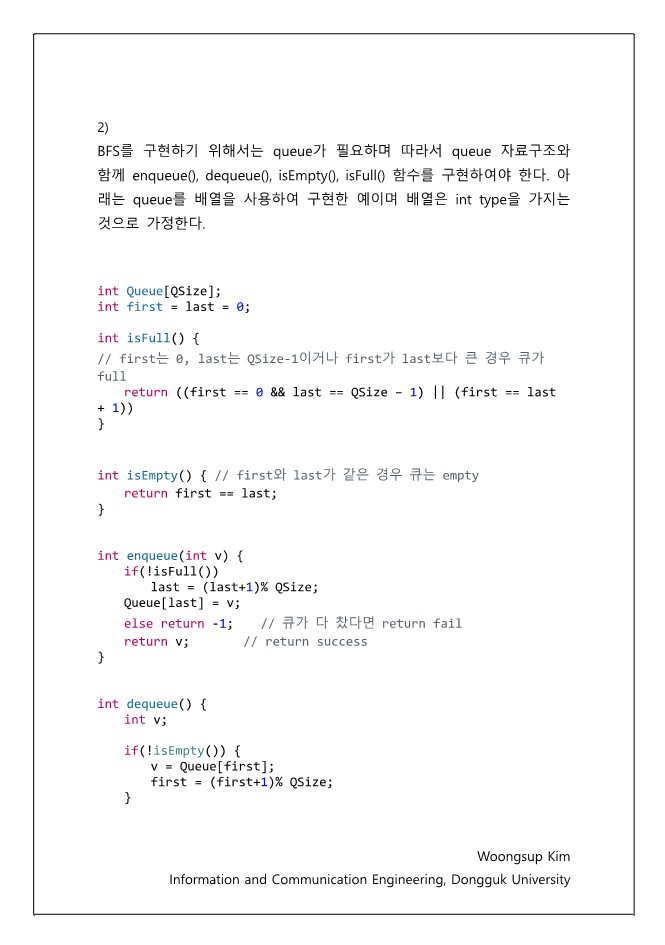 2)
BFS를 구현하기 위해서는 queue가 필요하며 따라서 queue 자료구조와
함께 enqueue(), dequeue(), isEmpty(), isFull() 함수를 구현하여야 한다. 아
래는 queue를 배열을 사용하여 구현한 예이며 배열은 int type을 가지는
것으로 가정한다.
int Queue[QSize];
int first = last = 0;
int isFull() {
// first는 0, last는 QSize-1이거나 first가 last보다 큰 경우 큐가
full
return ((first == 0 && last == QSize – 1) || (first == last
+ 1))
}
int isEmpty() { // first와 last가 같은 경우 큐는 empty
return first == last;
}
int enqueue(int v) {
if(!isFull())
last = (last+1)% QSize;
Queue[last] = v;
else return -1; // 큐가 다 찼다면 return fail
return v; // return success
}
int dequeue() {
int v;
if(!isEmpty()) {
v = Queue[first];
first = (first+1)% QSize;
}
Woongsup Kim
Information and Communication Engineering, Dongguk University